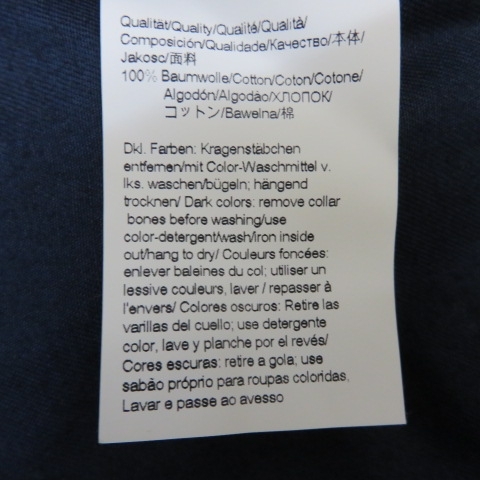 Qualität/Quality/Qualité/Qualità/
Composición/Qualidade/Качество/本体/
Jakosc/面料
100% Baumwolle/Cotton/Coton/Cotone/
Algodón/Algodão/ХЛОПОК/
コットン/Bawelna/棉
Dkl. Farben: Kragenstäbchen
entfernen/mit Color-Waschmittel v.
lks. waschen/bügeln; hängend
trocknen/ Dark colors: remove collar
bones before washing/use
color-detergent/wash/iron inside
out/hang to dry/ Couleurs foncées:
enlever baleines du col; utiliser un
lessive couleurs, laver / repasser à
l'envers/ Colores oscuros: Retire las
varillas del cuello; use detergente
color, lave y planche por el revés/
Cores escuras: retire a gola; use
sabão próprio para roupas coloridas.
Lavar e passe ao avesso